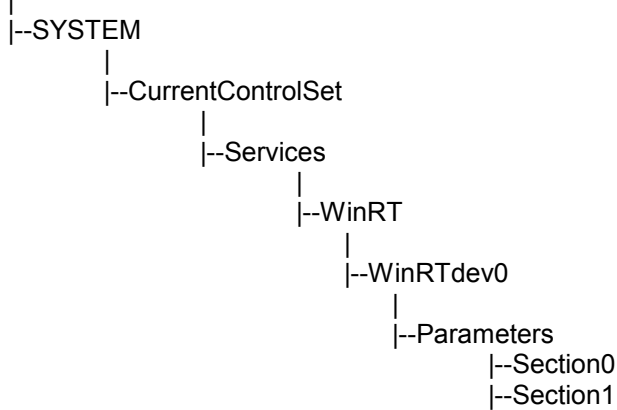 |
|--SYSTEM
|
|--CurrentControlSet
|
|--Services
|
|--WinRT
|
|--WinRTdev0
|
|--Parameters
|--Section0
|--Section1